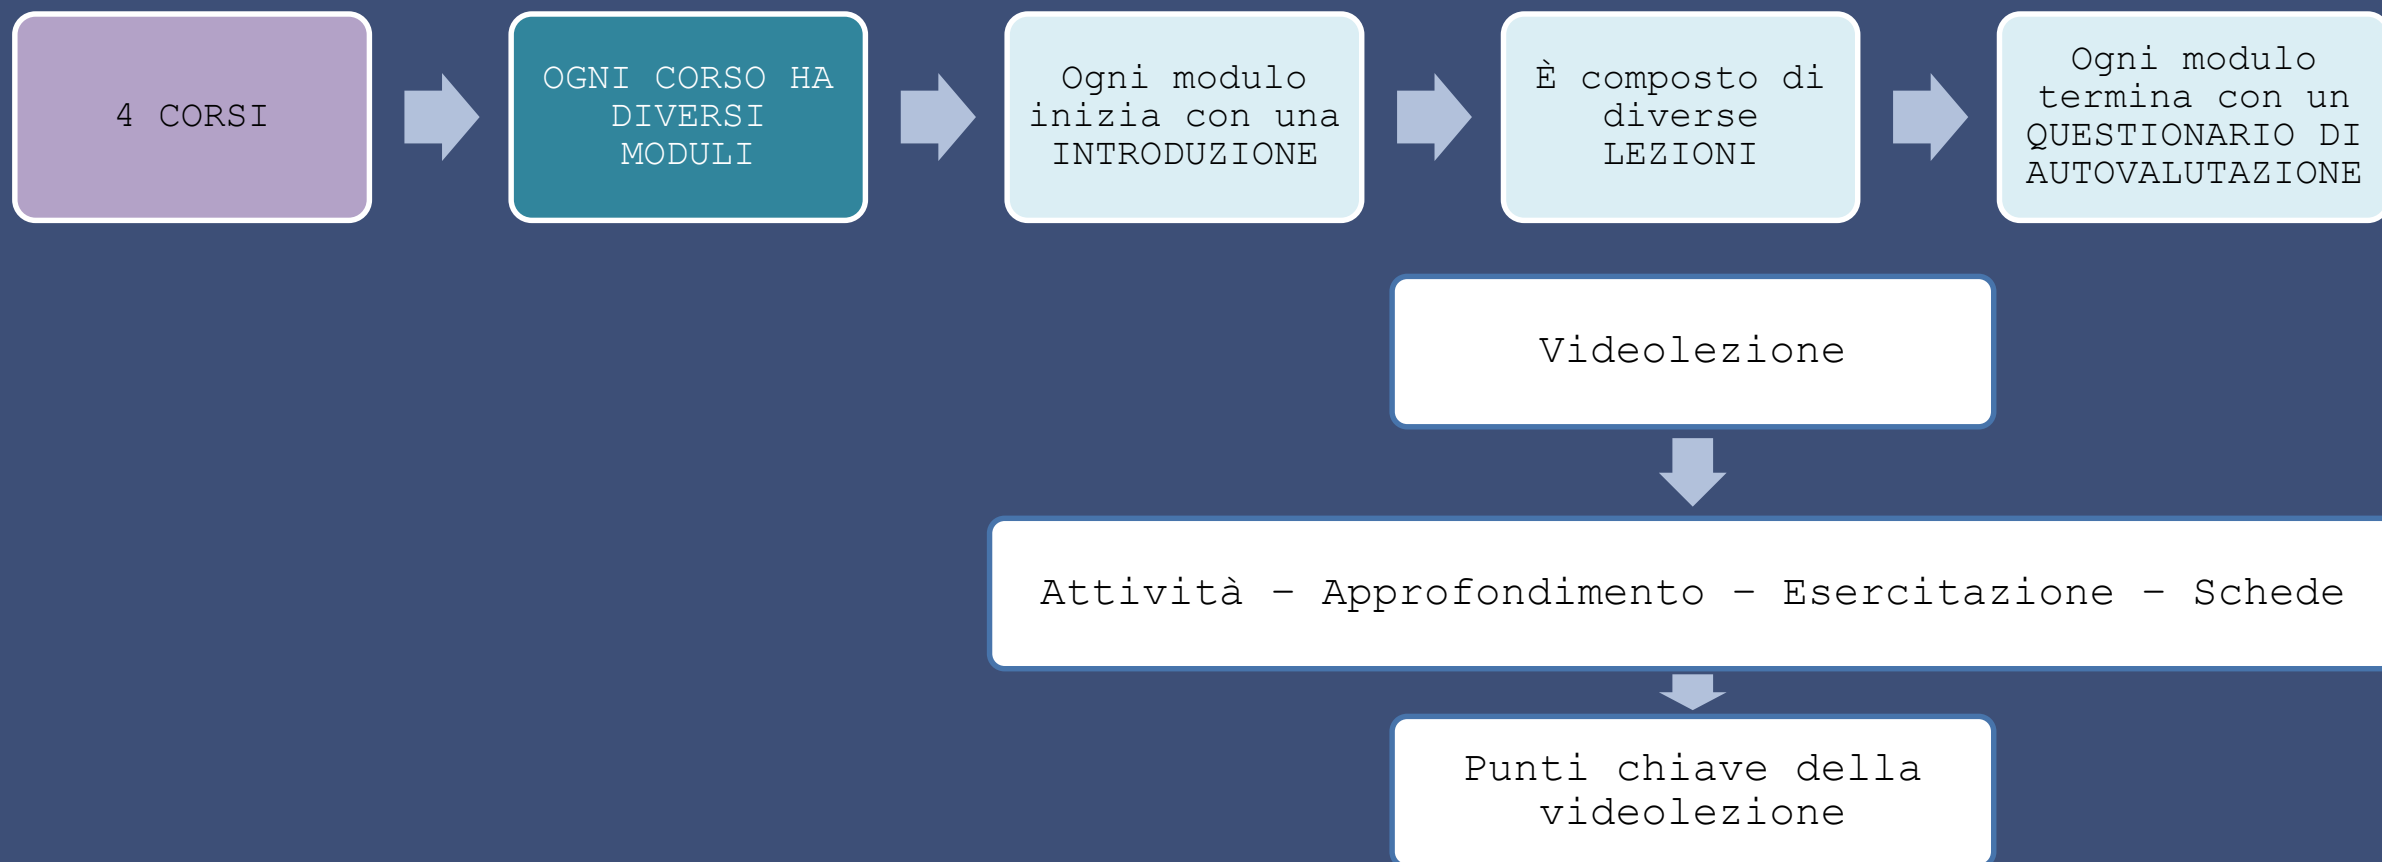 4 CORSI
OGNI CORSO HA
DIVERSI
MODULI
Ogni modulo
inizia con una
INTRODUZIONE
È composto di
diverse
LEZIONI
Ogni modulo
termina con un
QUESTIONARIO DI
AUTOVALUTAZIONE
Videolezione
Attività – Approfondimento – Esercitazione – Schede
Punti chiave della
videolezione